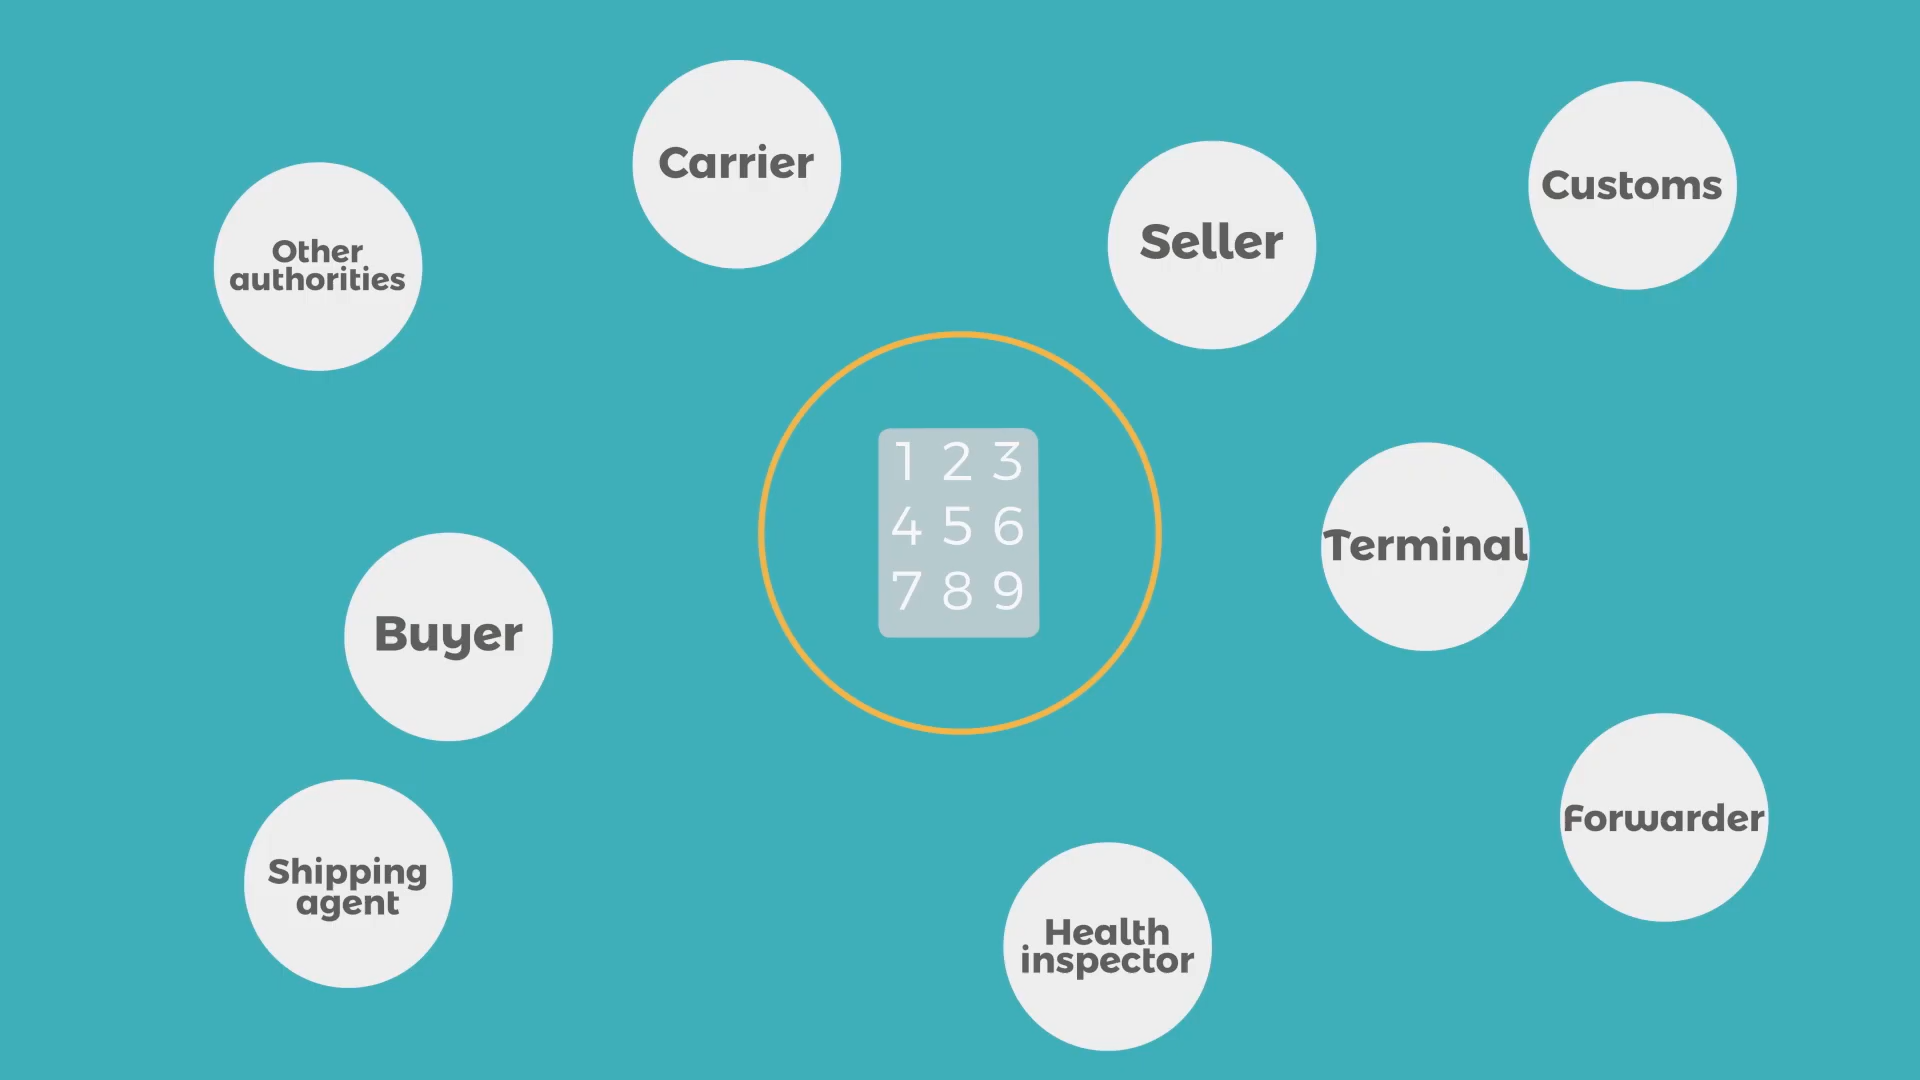 Carrier
Seller
Customs
Other
authorities
1 2 3
4 5 6
7 8 9
Terminal
Buyer
Forwarder
Shipping
agent
Health
inspector